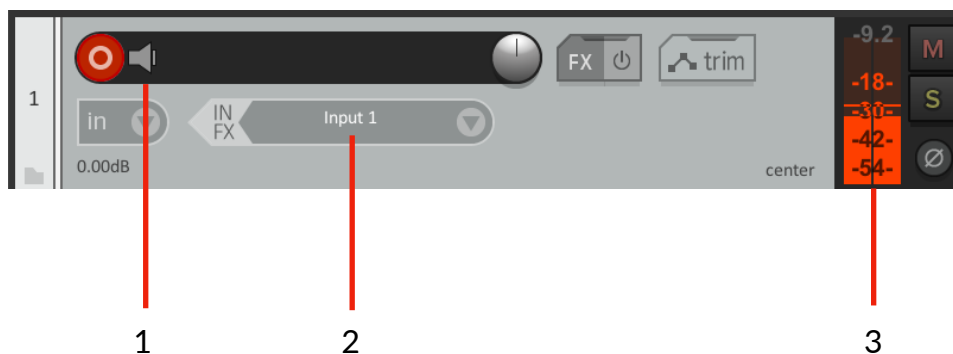 1
FX
trim
in
IN
FX
Input 1
0.00dB
center
-9.2
-18-
-30-
-42-
-54-
M
S
Ø
1
2
3